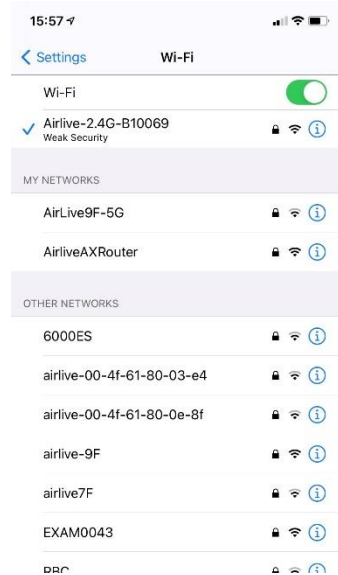 15:57
Settings
Wi-Fi
Wi-Fi
Airlive-2.4G-B10069
Weak Security
MY NETWORKS
AirLive9F-5G
AirliveAXRouter
OTHER NETWORKS
6000ES
airlive-00-4f-61-80-03-e4
airlive-00-4f-61-80-0e-8f
airlive-9F
airlive7F
EXAM0043
RBC